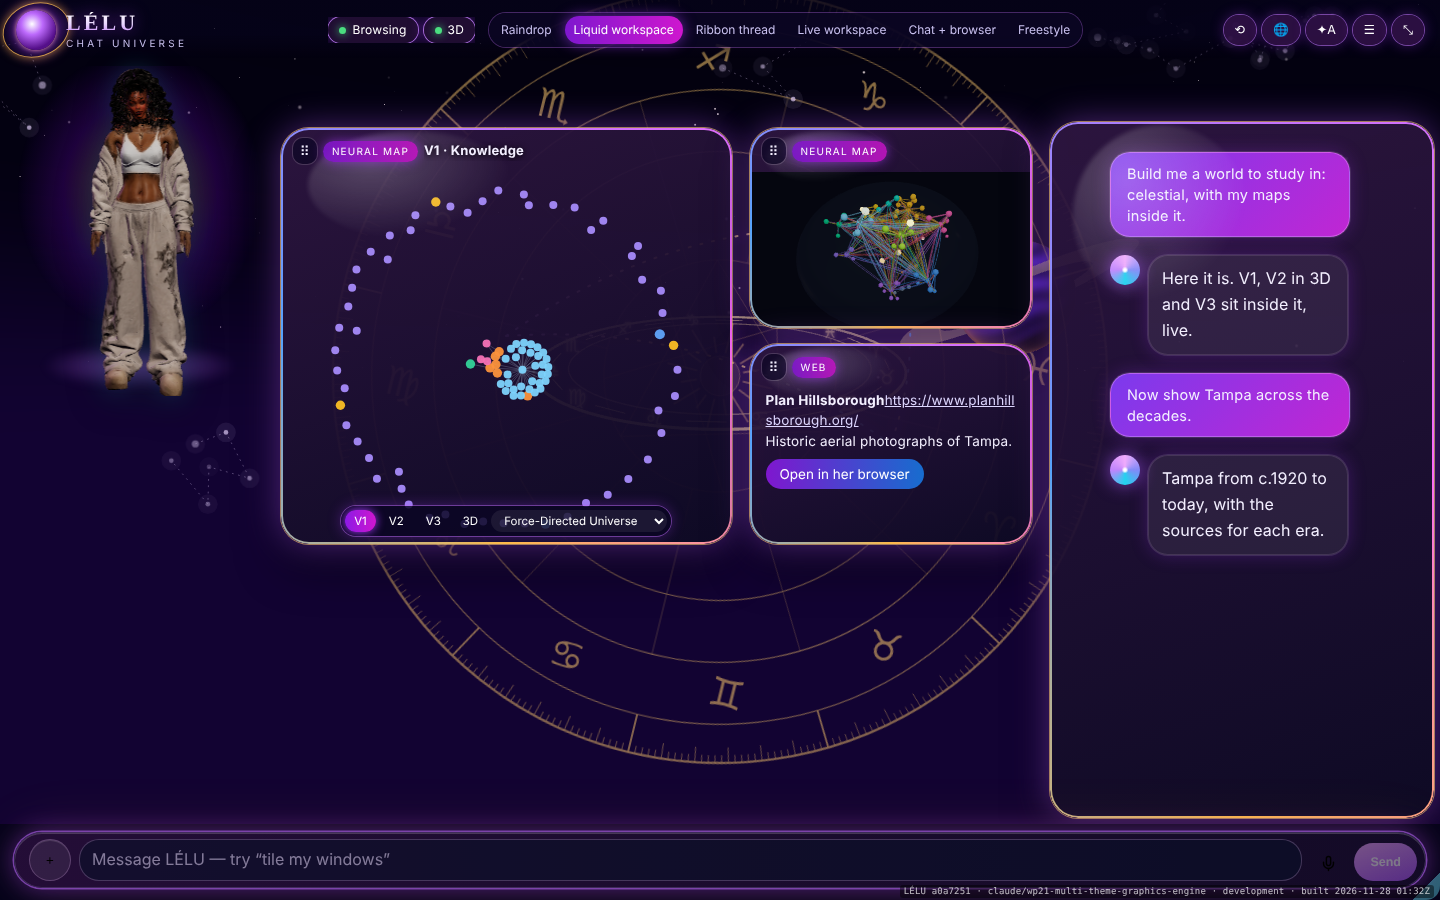 LÉLU
CHAT UNIVERSE
Browsing
3D
Raindrop
Liquid workspace
Ribbon thread
Live workspace
Chat + browser
Freestyle
✦A
NEURAL MAP
V1 · Knowledge
V1
V2
V3
3D
Force-Directed Universe
NEURAL MAP
WEB
Plan Hillsboroughhttps://www.planhill
sborough.org/
Historic aerial photographs of Tampa.
Open in her browser
Build me a world to study in:
celestial, with my maps
inside it.
Here it is. V1, V2 in 3D
and V3 sit inside it,
live.
Now show Tampa across the
decades.
Tampa from c.1920 to
today, with the
sources for each era.
+
Message LÉLU — try “tile my windows”
Send
LÉLU a0a7251 · claude/wp21-multi-theme-graphics-engine · development · built 2026-11-28 01:32Z